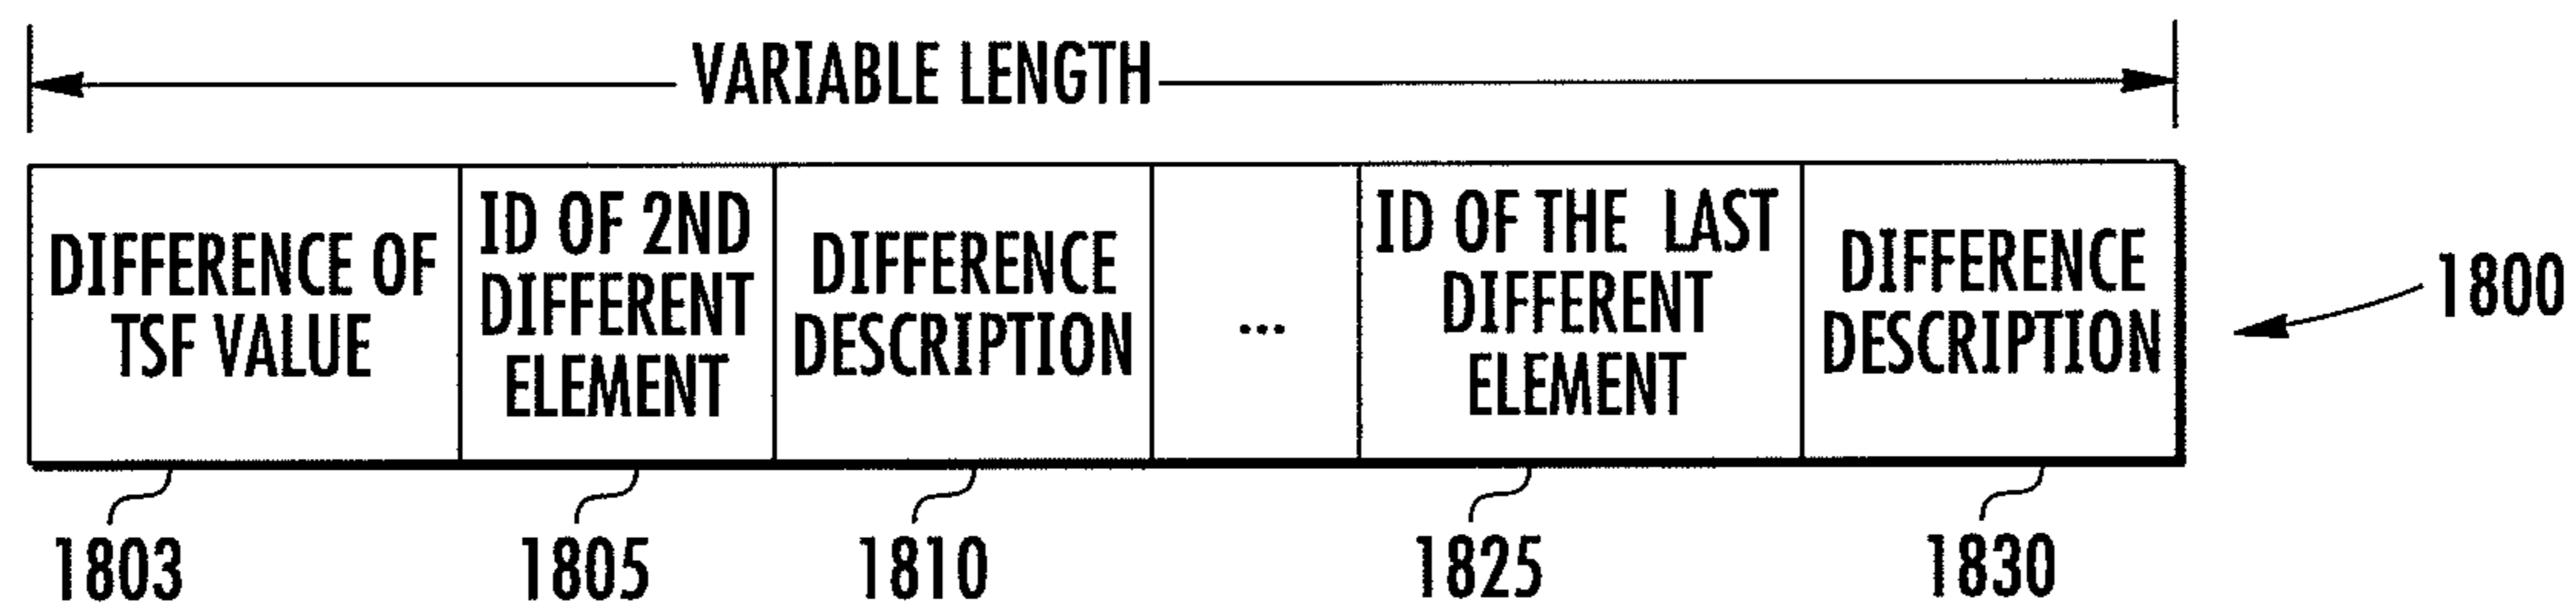 VARIABLE LENGTH
DIFFERENCE OF
TSF VALUE
ID OF 2ND
DIFFERENT
ELEMENT
DIFFERENCE
DESCRIPTION
...
ID OF THE LAST
DIFFERENT
ELEMENT
DIFFERENCE
DESCRIPTION
1800
1803
1805
1810
1825
1830